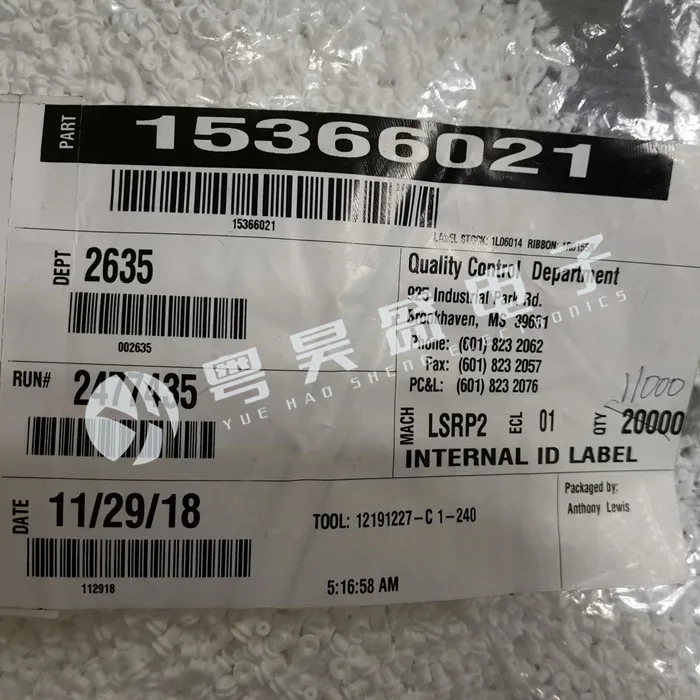 PART 15366021
15366021
LABEL STOCK: 1L06014 RIBBON:
DEPT 2635
002635
Quality Control Department
925 Industrial Park Rd.
Brookhaven, MS 39601
Phone: (601) 823 2062
Fax: (601) 823 2057
PC&L: (601) 823 2076
RUN# 2477435
11000
MACH LSRP2 ECL 01 QTY 20000
INTERNAL ID LABEL
DATE 11/29/18
112918
TOOL: 12191227-C 1-240
5:16:58 AM
Packaged by:
Anthony Lewis
粤昊晟电子
YUE HAO SHENG ELECTRONICS